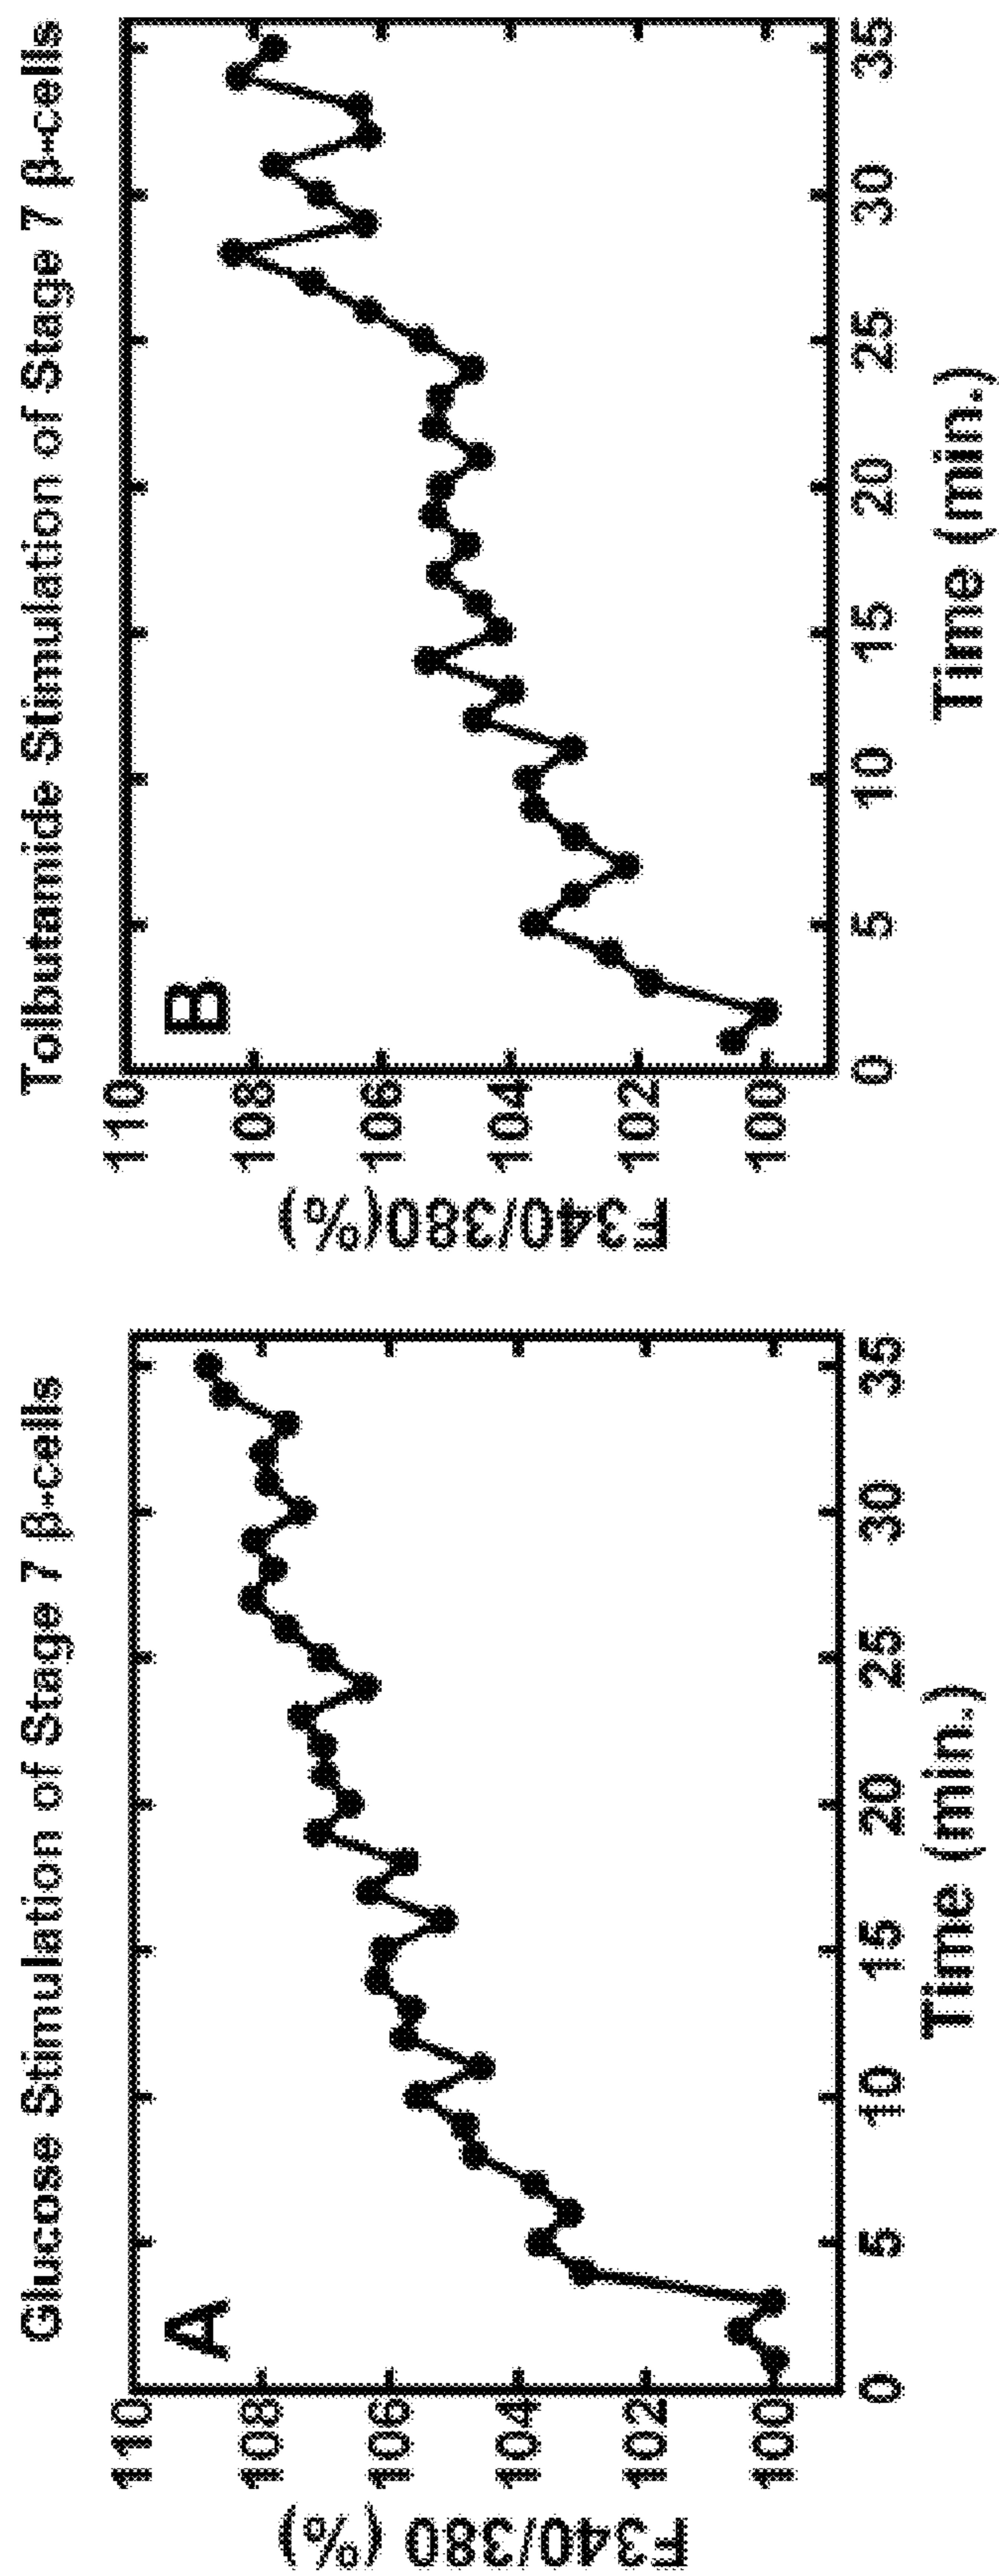 Glucose Stimulation of Stage 7 β-cells
A
F340/380 (%)
110
108
106
104
102
100
0 5 10 15 20 25 30 35
Time (min.)
Tolbutamide Stimulation of Stage 7 β-cells
B
F340/380(%)
110
108
106
104
102
100
0 5 10 15 20 25 30 35
Time (min.)